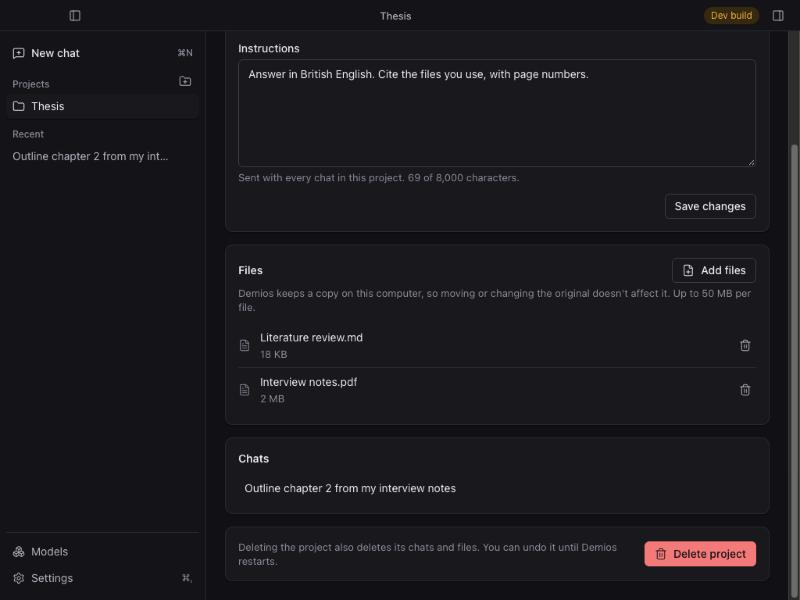 Thesis
Dev build
New chat
⌘N
Projects
Thesis
Recent
Outline chapter 2 from my int...
Models
Settings
⌘,
Instructions
Answer in British English. Cite the files you use, with page numbers.
Sent with every chat in this project. 69 of 8,000 characters.
Save changes
Files
Add files
Demios keeps a copy on this computer, so moving or changing the original doesn't affect it. Up to 50 MB per
file.
Literature review.md
18 KB
Interview notes.pdf
2 MB
Chats
Outline chapter 2 from my interview notes
Deleting the project also deletes its chats and files. You can undo it until Demios
restarts.
Delete project